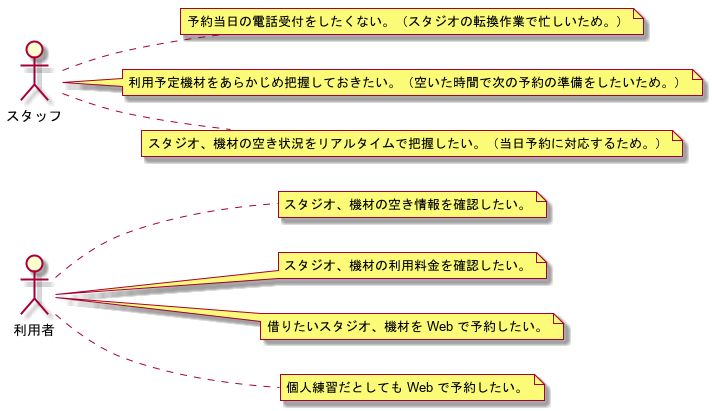 予約当日の電話受付をしたくない。（スタジオの転換作業で忙しいため。）
利用予定機材をあらかじめ把握しておきたい。（空いた時間で次の予約の準備をしたいため。）
スタッフ
スタジオ、機材の空き状況をリアルタイムで把握したい。（当日予約に対応するため。）
スタジオ、機材の空き情報を確認したい。
スタジオ、機材の利用料金を確認したい。
借りたいスタジオ、機材を Web で予約したい。
利用者
個人練習だとしても Web で予約したい。